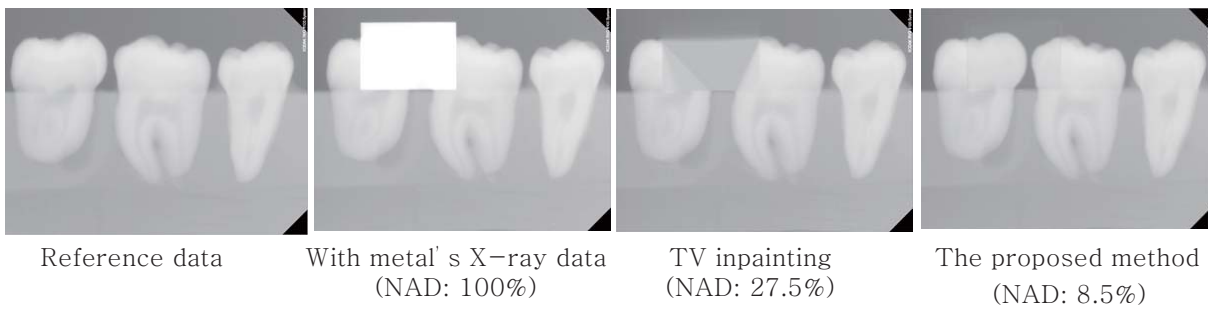 Reference data
With metal's X-ray data
(NAD: 100%)
TV inpainting
(NAD: 27.5%)
The proposed method
(NAD: 8.5%)